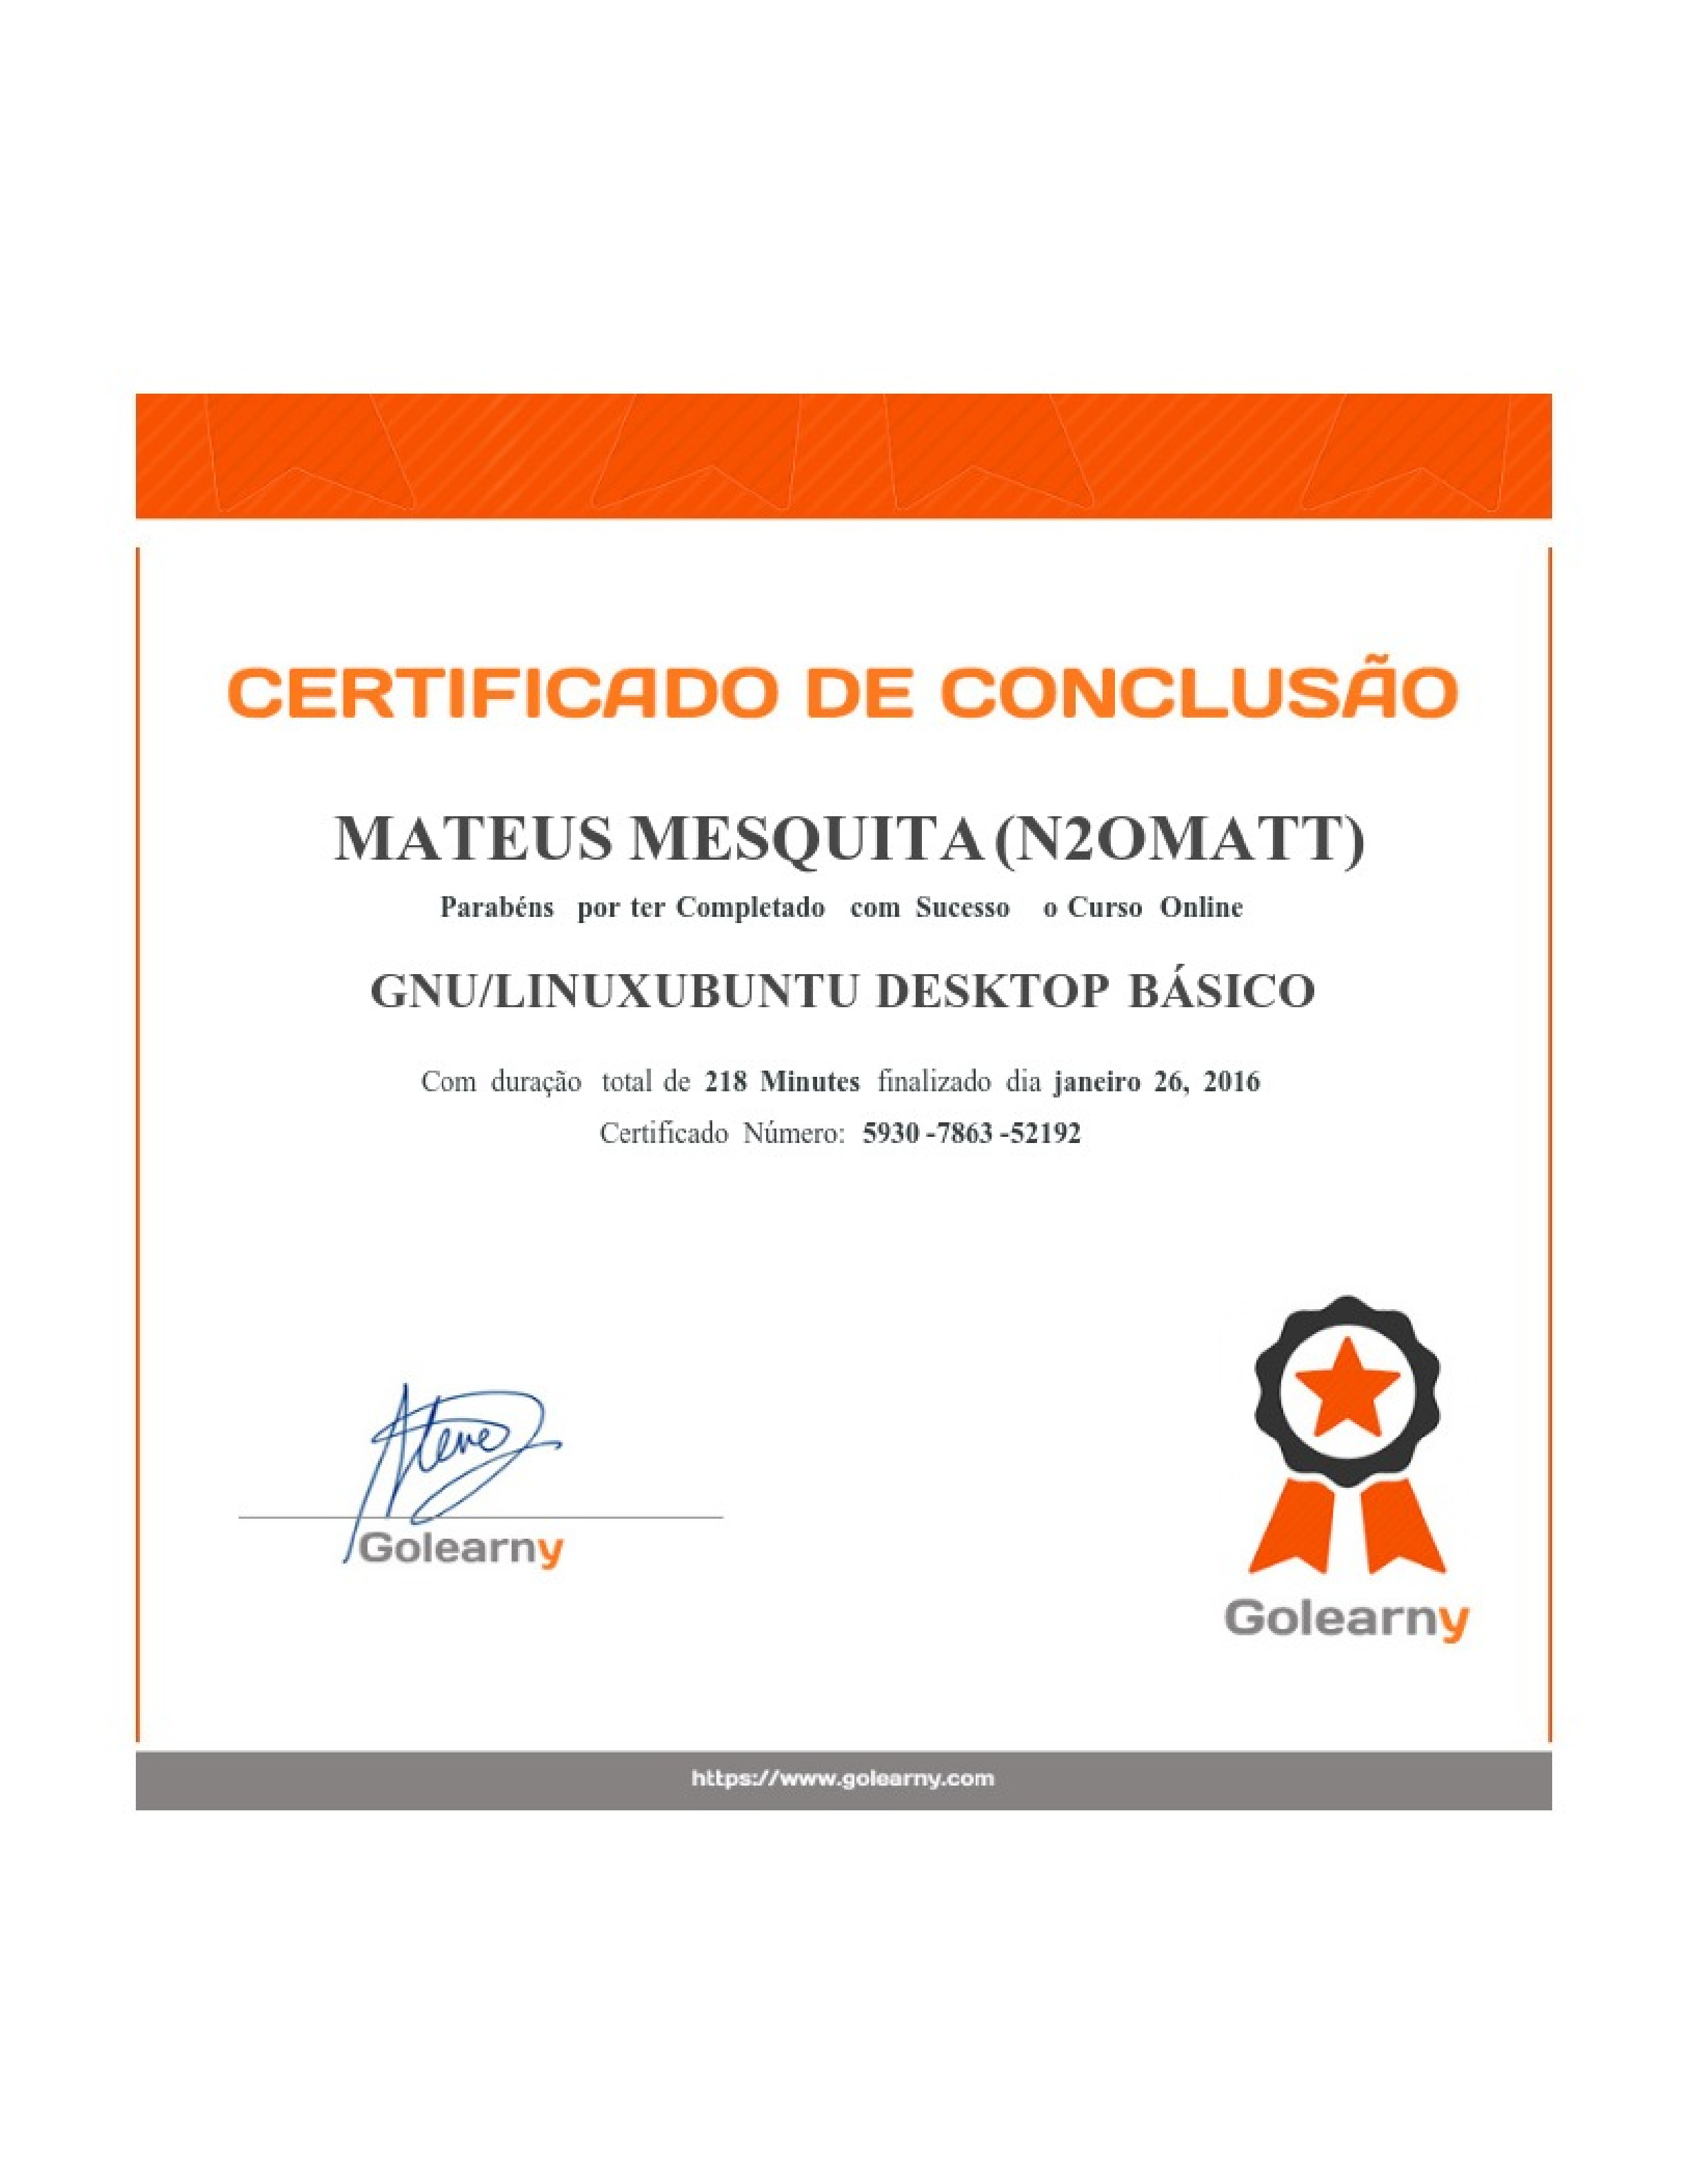 CERTIFICADO DE CONCLUSÃO
MATEUS MESQUITA (N2OMATT)
Parabéns por ter Completado com Sucesso o Curso Online
GNU/LINUXUBUNTU DESKTOP BÁSICO
Com duração total de 218 Minutes finalizado dia janeiro 26, 2016
Certificado Número: 5930 -7863 -52192
Golearny
Golearny
https://www.golearny.com